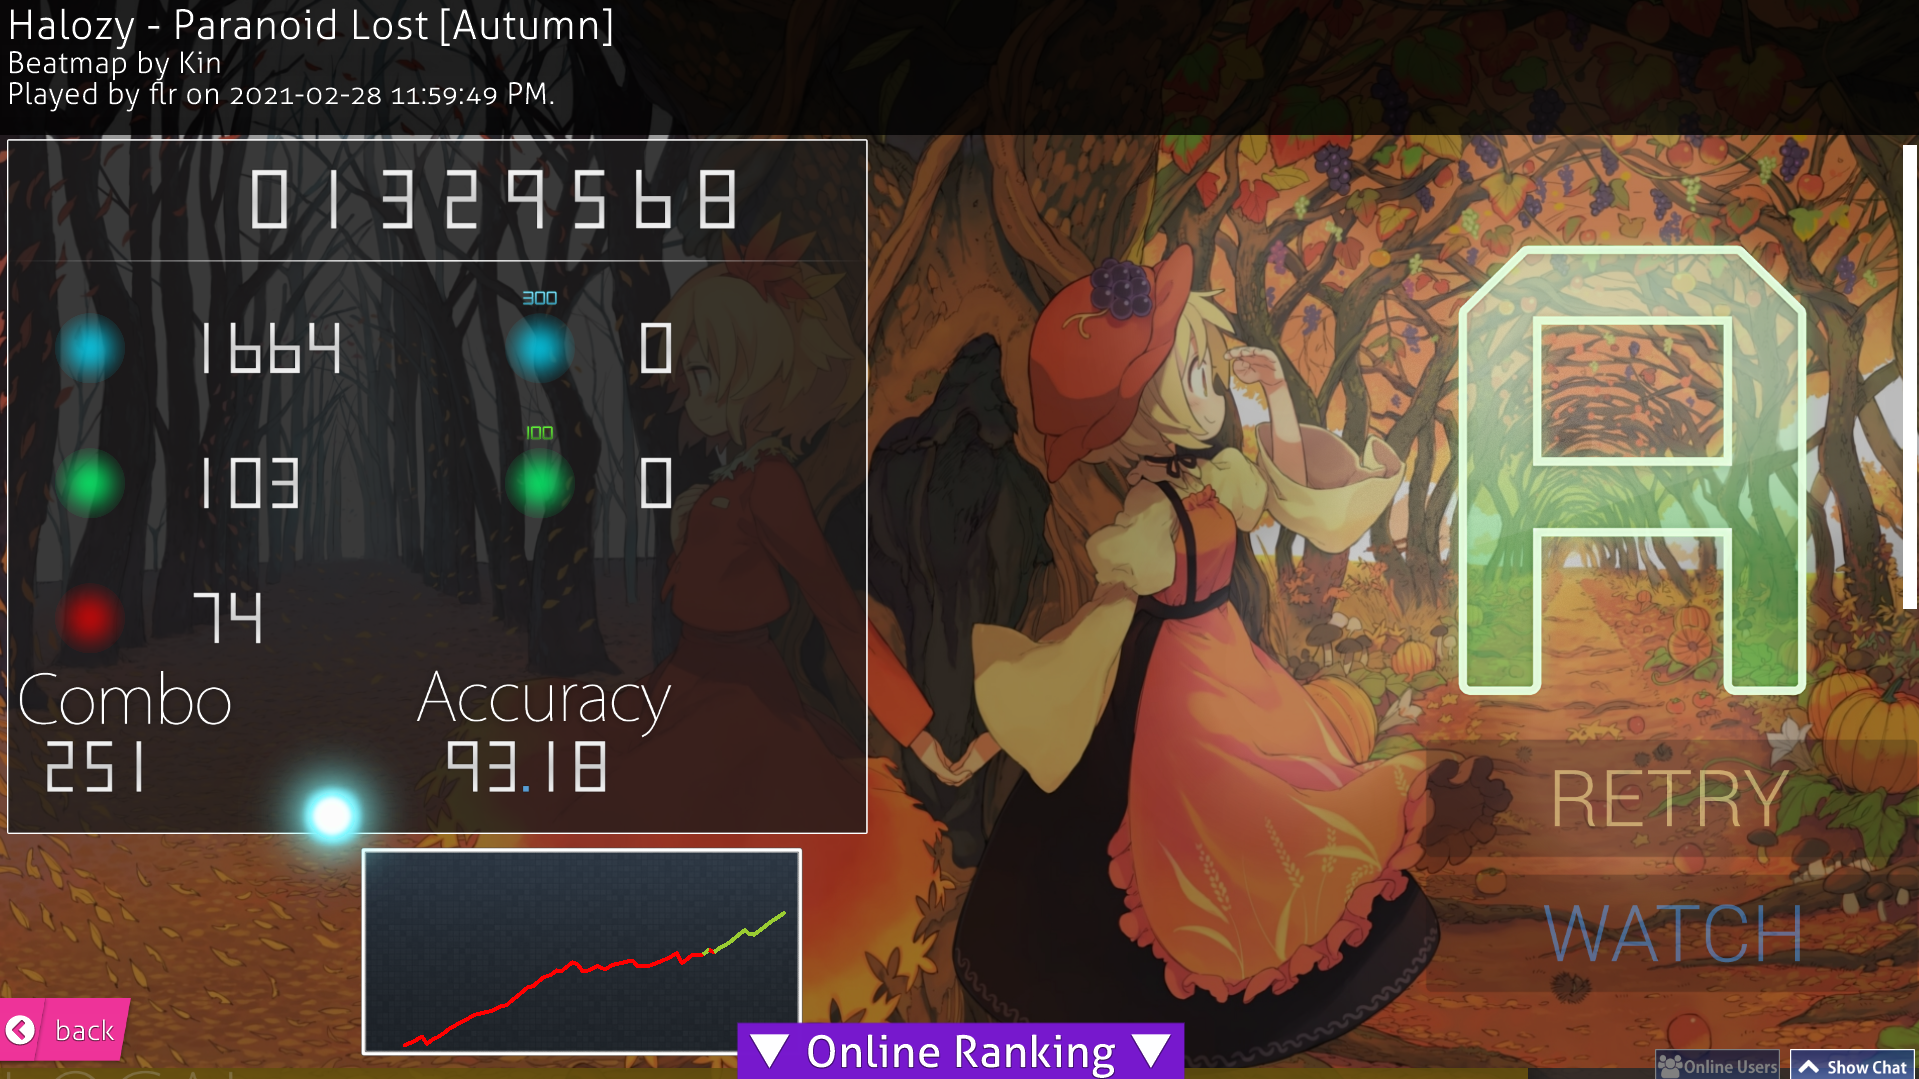 Halozy - Paranoid Lost [Autumn]
Beatmap by Kin
Played by flr on 2021-02-28 11:59:49 PM.
01329568
300
1664 0
100
103 0
74
Combo Accuracy
251 93.18
A
RETRY
WATCH
back
Online Ranking
Online Users
Show Chat